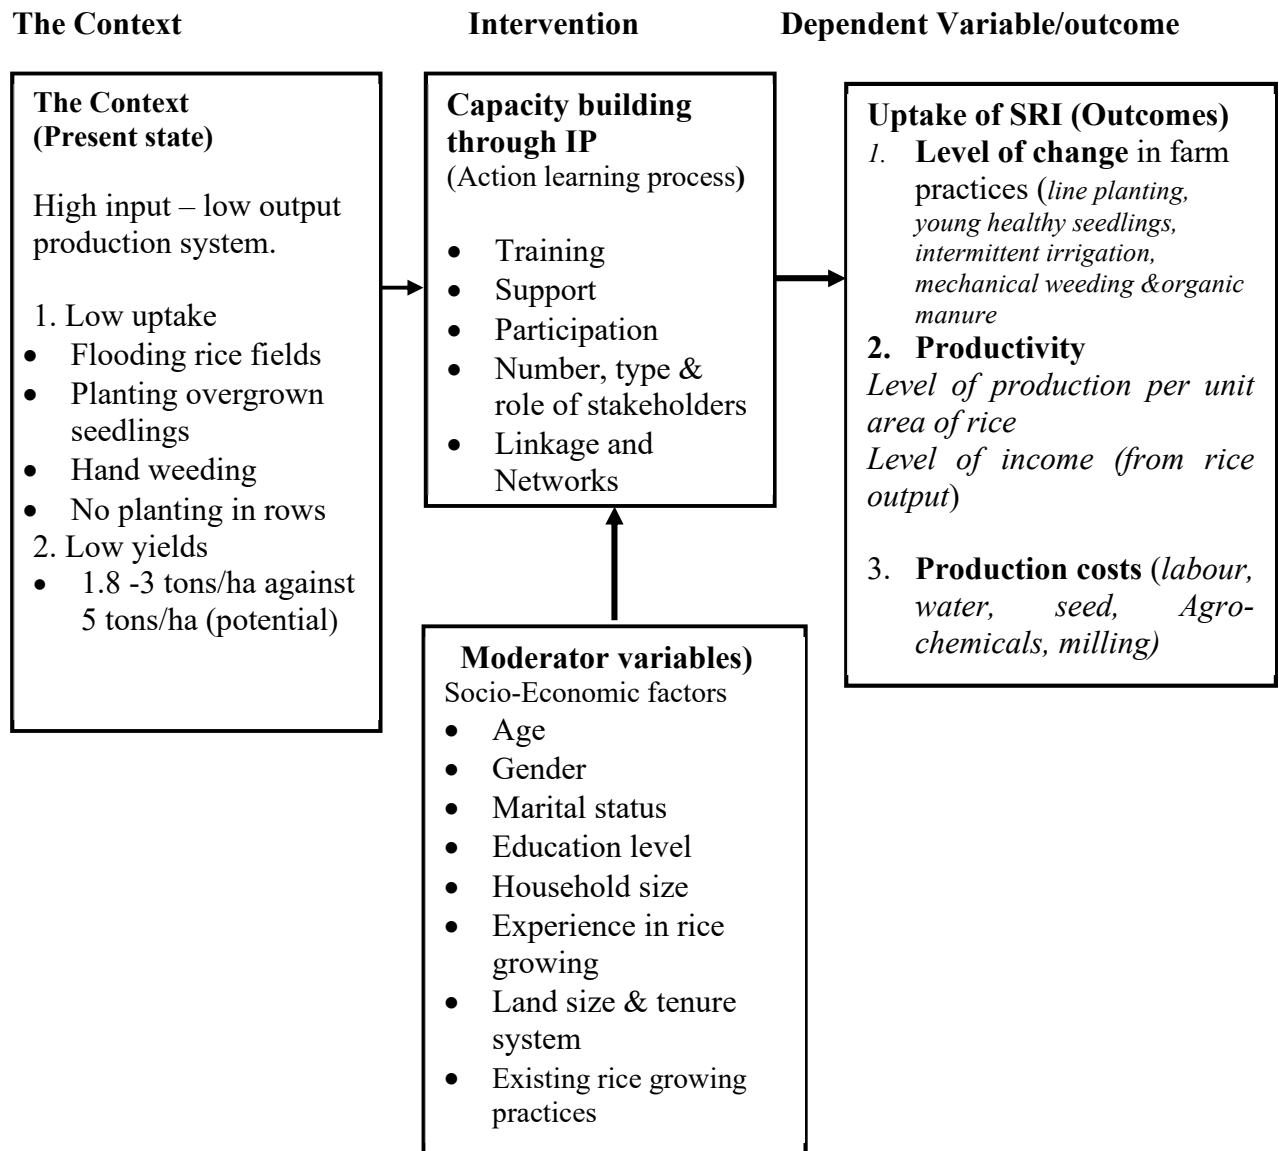 The Context
Intervention
Dependent Variable/outcome
The Context
(Present state)
High input – low output
production system.
1. Low uptake
• Flooding rice fields
• Planting overgrown
seedlings
• Hand weeding
• No planting in rows
2. Low yields
• 1.8 -3 tons/ha against
5 tons/ha (potential)
Capacity building
through IP
(Action learning process)
• Training
• Support
• Participation
• Number, type &
role of stakeholders
• Linkage and
Networks
Moderator variables)
Socio-Economic factors
• Age
• Gender
• Marital status
• Education level
• Household size
• Experience in rice
growing
• Land size & tenure
system
• Existing rice growing
practices
Uptake of SRI (Outcomes)
1. Level of change in farm
practices (line planting,
young healthy seedlings,
intermittent irrigation,
mechanical weeding &organic
manure
2. Productivity
Level of production per unit
area of rice
Level of income (from rice
output)
3. Production costs (labour,
water, seed, Agro-
chemicals, milling)